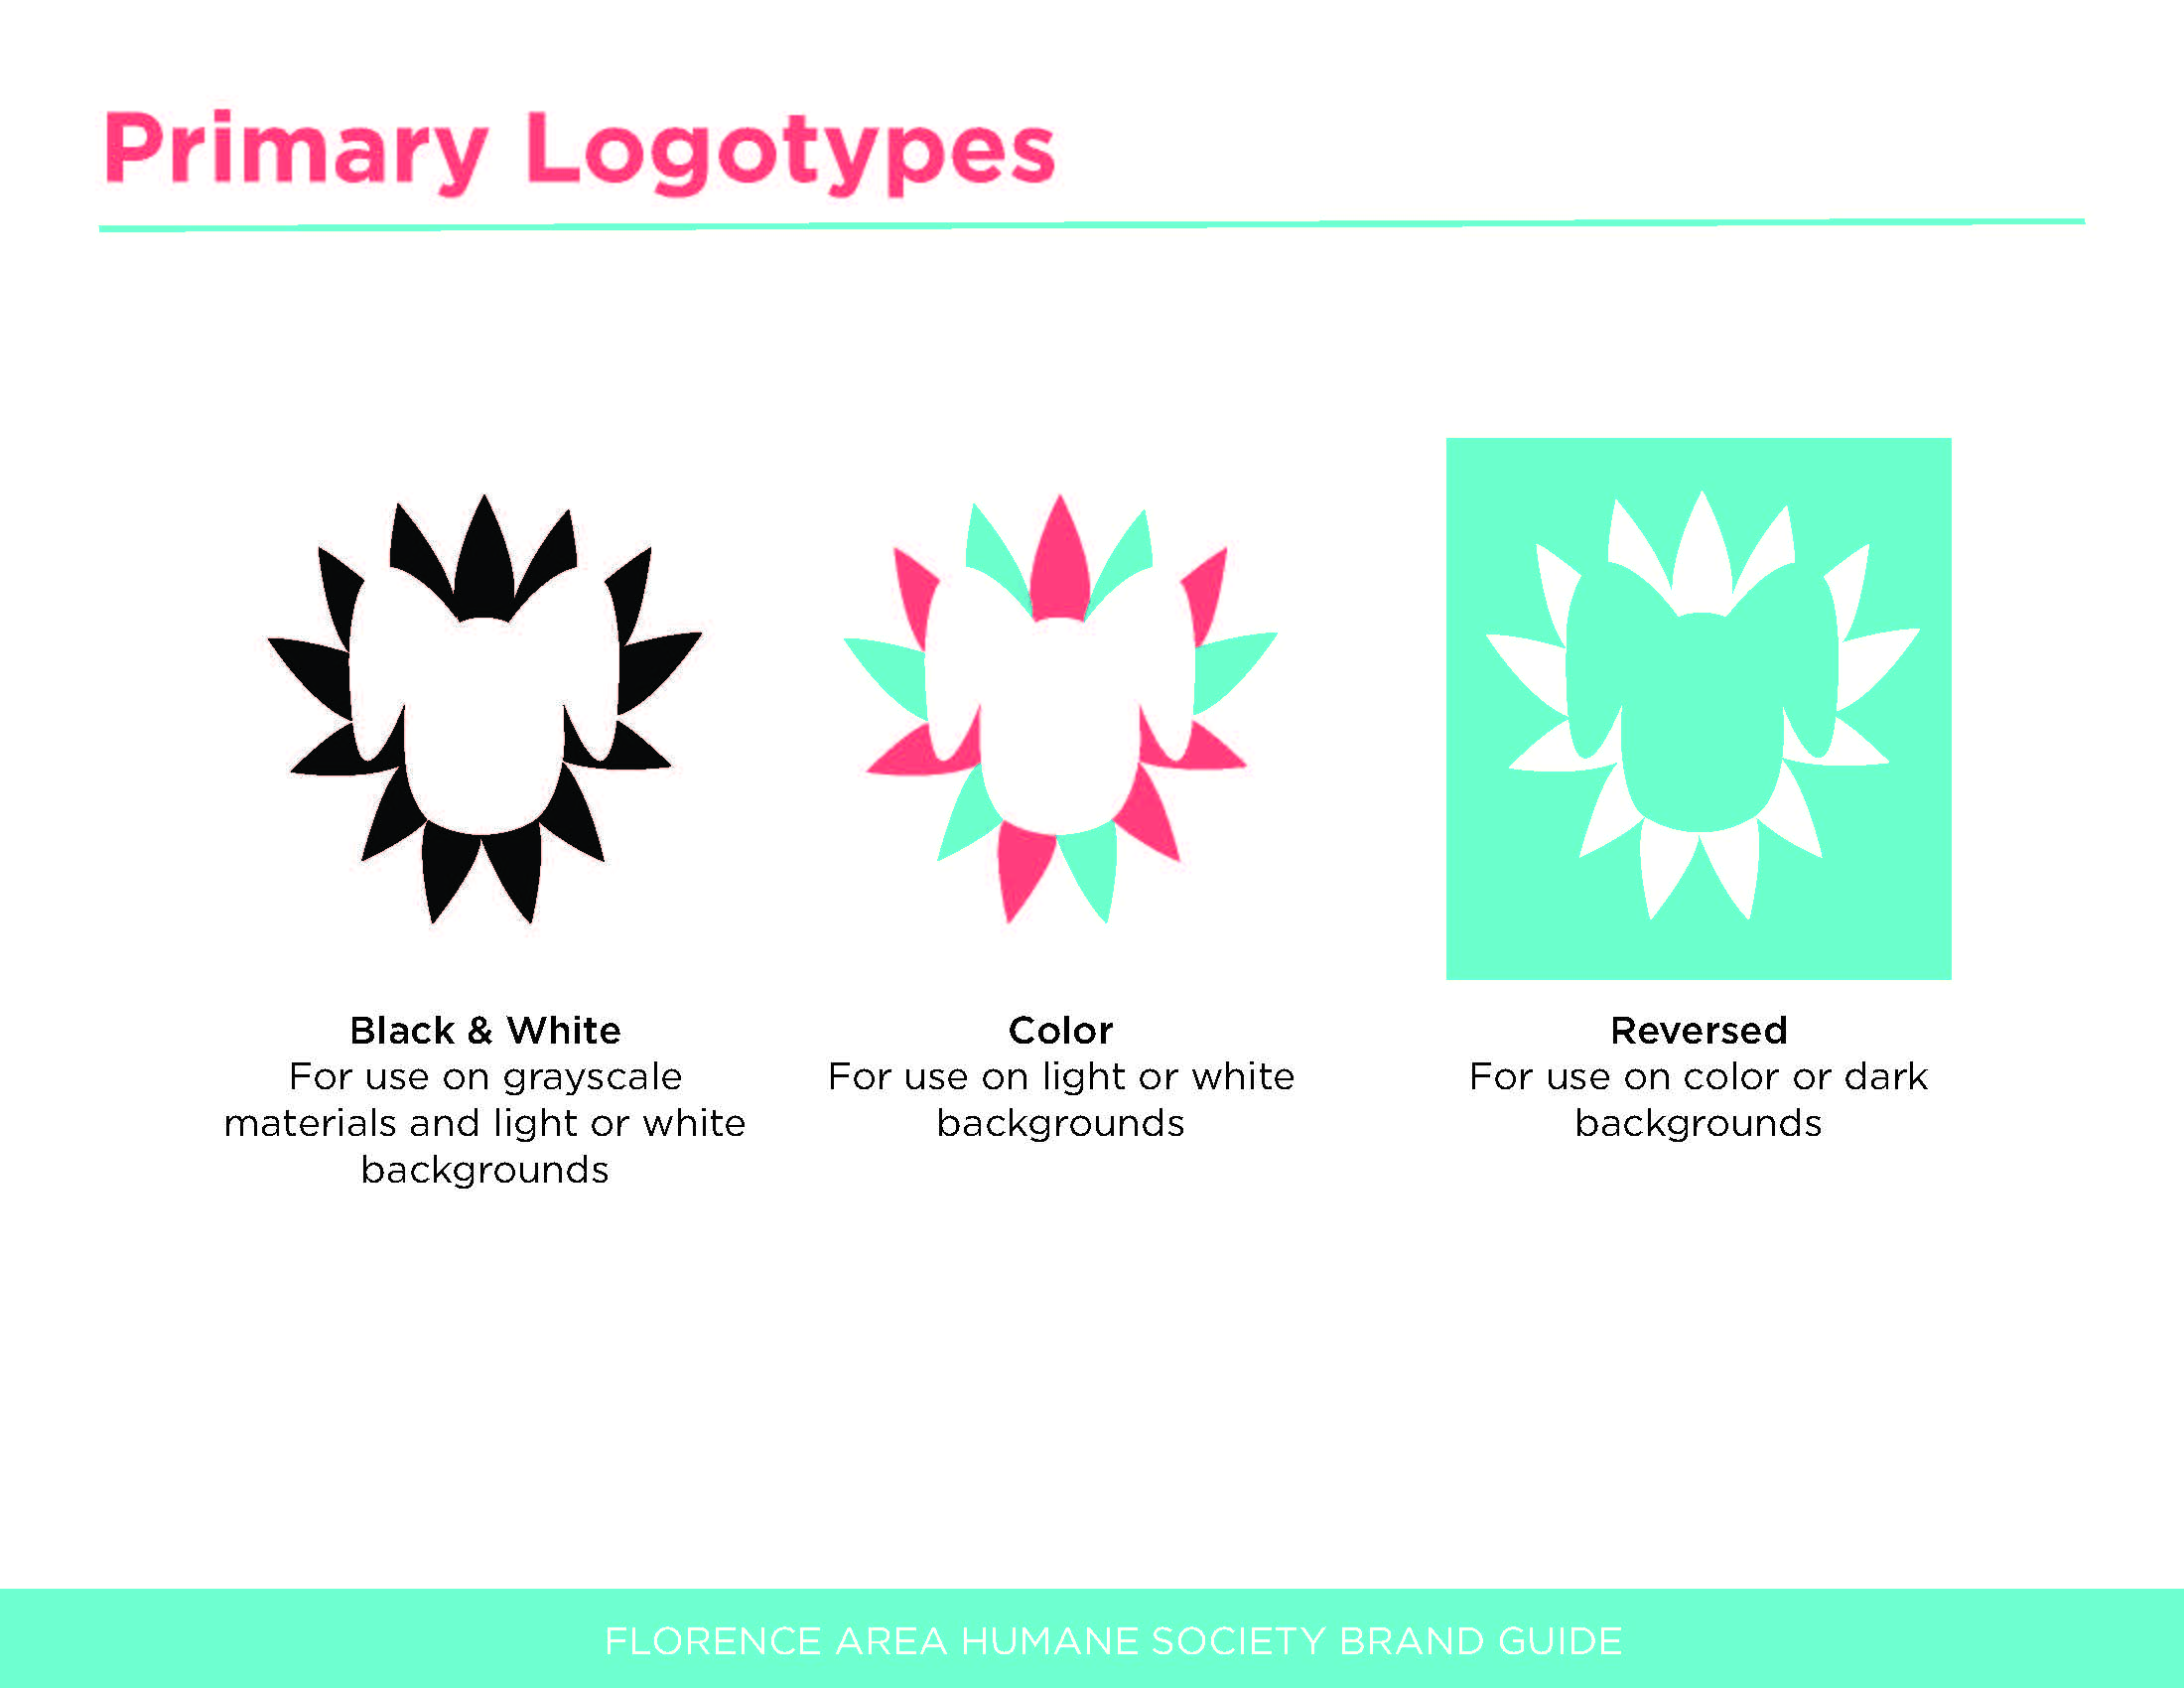 Primary Logotypes
Black & White
For use on grayscale
materials and light or white
backgrounds
Color
For use on light or white
backgrounds
Reversed
For use on color or dark
backgrounds
FLORENCE AREA HUMANE SOCIETY BRAND GUIDE